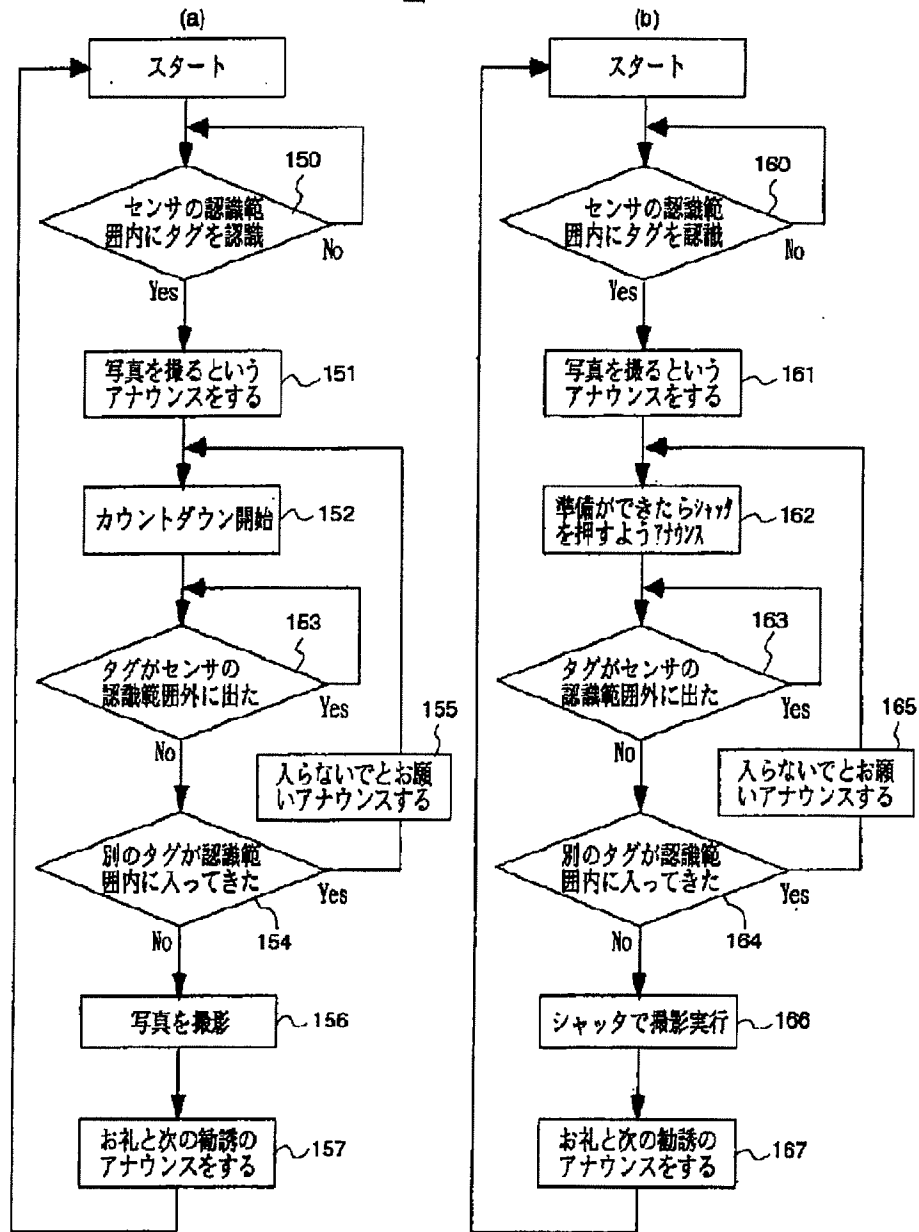 (a)
スタート
150
センサの認識範
囲内にタグを認識
No
Yes
写真を撮るという
アナウンスをする
151
カウントダウン開始
152
153
タグがセンサの
認識範囲外に出た
Yes
No
155
入らないでとお願
いアナウンスする
別のタグが認識範
囲内に入ってきた
Yes
154
No
写真を撮影
156
お礼と次の勧誘の
アナウンスをする
157
(b)
スタート
160
センサの認識範
囲内にタグを認識
No
Yes
写真を撮るという
アナウンスをする
161
準備ができたらシャッタ
を押すようアナウンス
162
163
タグがセンサの
認識範囲外に出た
Yes
No
165
入らないでとお願
いアナウンスする
別のタグが認識範
囲内に入ってきた
Yes
164
No
シャッタで撮影実行
166
お礼と次の勧誘の
アナウンスをする
167